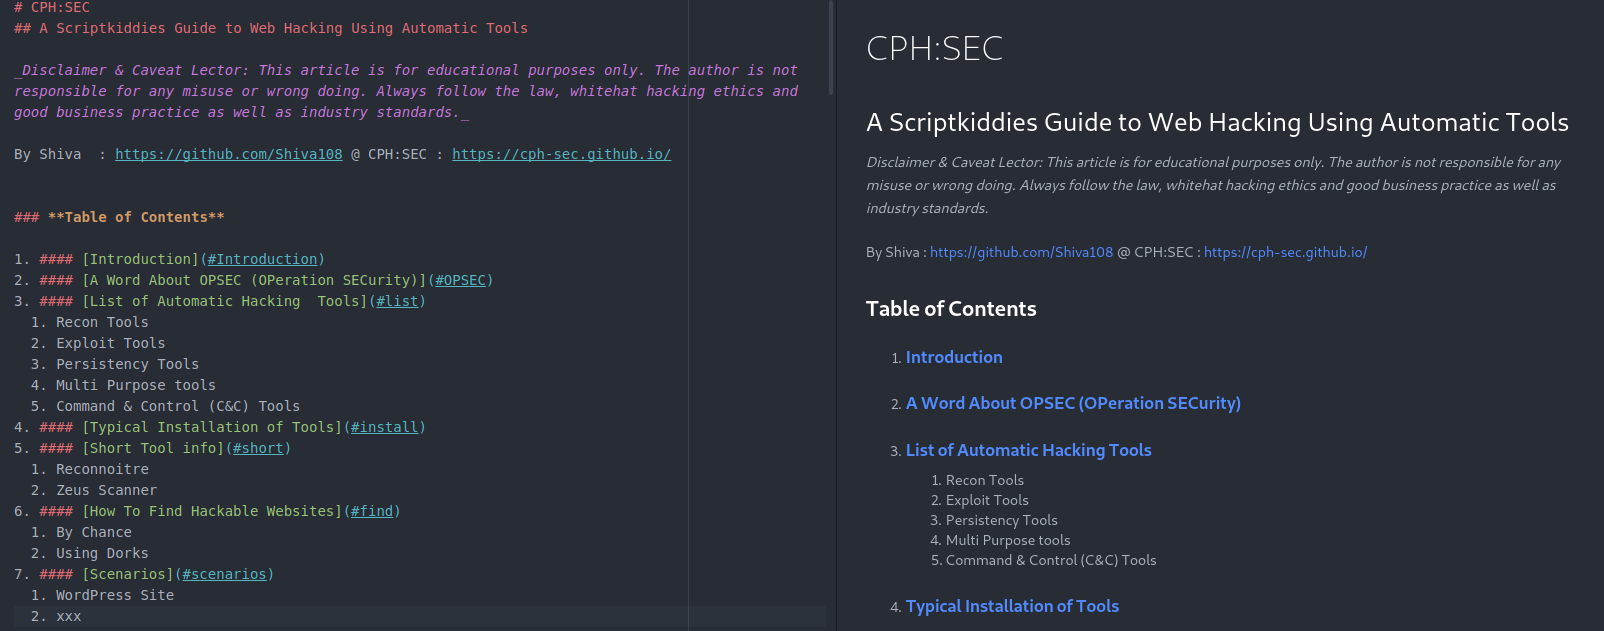 # CPH:SEC
## A Scriptkiddies Guide to Web Hacking Using Automatic Tools
_Disclaimer & Caveat Lector: This article is for educational purposes only. The author is not
responsible for any misuse or wrong doing. Always follow the law, whitehat hacking ethics and
good business practice as well as industry standards._
By Shiva  : https://github.com/Shiva108 @ CPH:SEC : https://cph-sec.github.io/
### **Table of Contents**
1. #### [Introduction](#Introduction)
2. #### [A Word About OPSEC (OPeration SECurity)](#OPSEC)
3. #### [List of Automatic Hacking  Tools](#list)
1. Recon Tools
2. Exploit Tools
3. Persistency Tools
4. Multi Purpose tools
5. Command & Control (C&C) Tools
4. #### [Typical Installation of Tools](#install)
5. #### [Short Tool info](#short)
1. Reconnoitre
2. Zeus Scanner
6. #### [How To Find Hackable Websites](#find)
1. By Chance
2. Using Dorks
7. #### [Scenarios](#scenarios)
1. WordPress Site
2. xxx
CPH:SEC
A Scriptkiddies Guide to Web Hacking Using Automatic Tools
Disclaimer & Caveat Lector: This article is for educational purposes only. The author is not responsible for any
misuse or wrong doing. Always follow the law, whitehat hacking ethics and good business practice as well as
industry standards.
By Shiva : https://github.com/Shiva108 @ CPH:SEC : https://cph-sec.github.io/
Table of Contents
1. Introduction
2. A Word About OPSEC (OPeration SECurity)
3. List of Automatic Hacking Tools
1. Recon Tools
2. Exploit Tools
3. Persistency Tools
4. Multi Purpose tools
5. Command & Control (C&C) Tools
4. Typical Installation of Tools